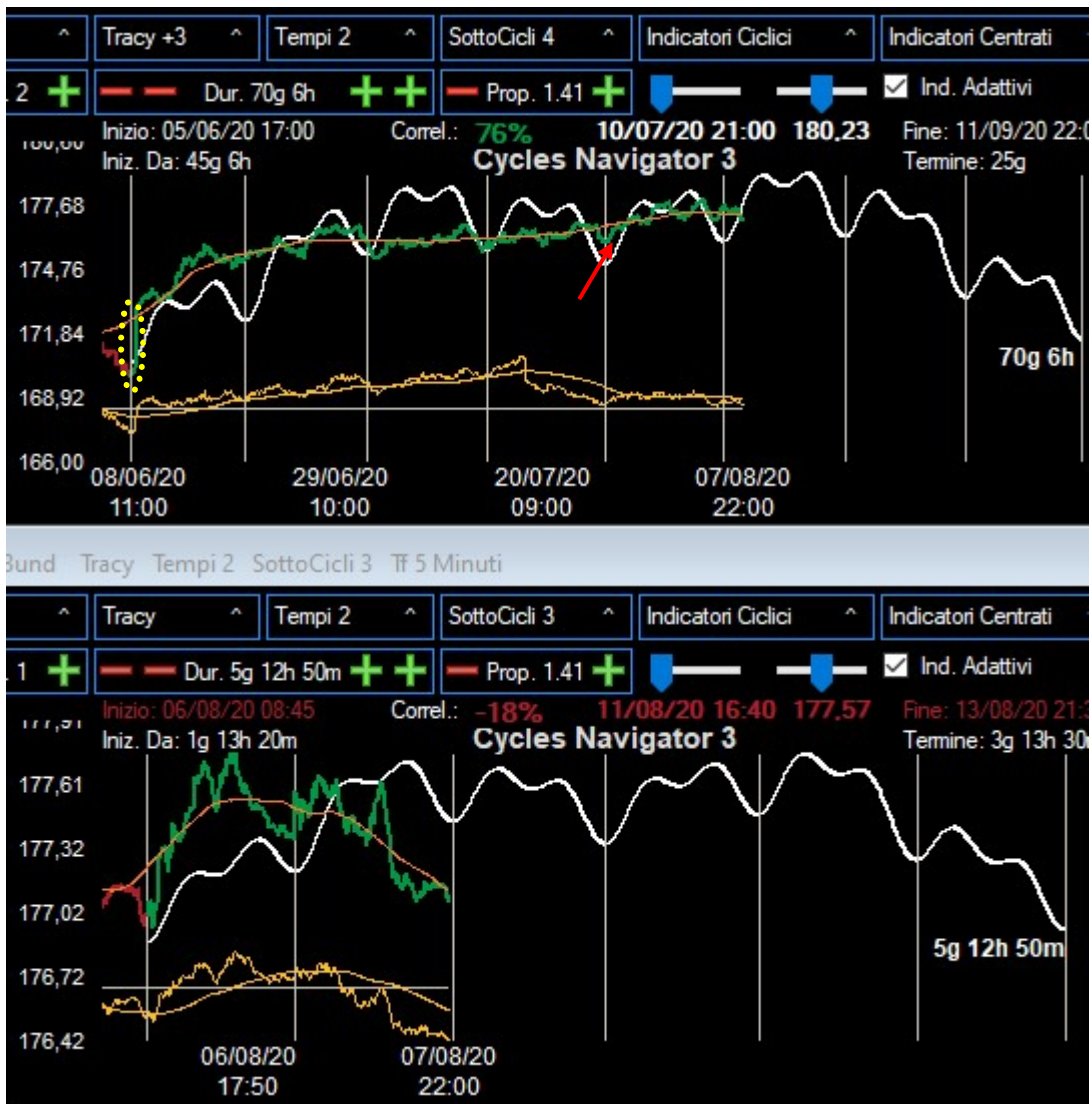 ^ Tracy +3 ^ Tempi 2 ^ SottoCicli 4 ^ Indicatori Ciclici ^ Indicatori Centrati
2 Dur. 70g 6h Prop. 1.41 Ind. Adattivi
Inizio: 05/06/20 17:00 Correl.: 76% 10/07/20 21:00 180,23 Fine: 11/09/20
Iniz. Da: 45g 6h Cycles Navigator 3 Termine: 25g
177,68
174,76
171,84
70g 6h
168,92
166,00
08/06/20 29/06/20 20/07/20 07/08/20
11:00 10:00 09:00 22:00
Tracy Tempi 2 SottoCicli 3 Tf 5 Minuti
^ Tracy ^ Tempi 2 ^ SottoCicli 3 ^ Indicatori Ciclici ^ Indicatori Centrati
1 Dur. 5g 12h 50m Prop. 1.41 Ind. Adattivi
Inizio: 06/08/20 08:45 Correl.: -18% 11/08/20 16:40 177,57 Fine: 13/08/20
Iniz. Da: 1g 13h 20m Cycles Navigator 3 Termine: 3g 13h
177,61
177,32
177,02
5g 12h 50m
176,72
176,42
06/08/20 07/08/20
17:50 22:00